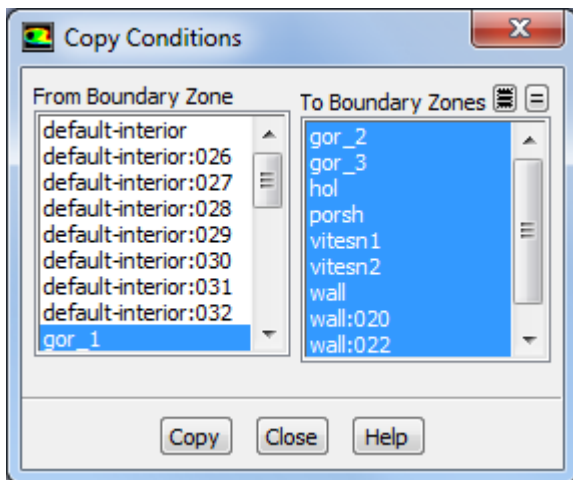 Copy Conditions
From Boundary Zone
default-interior
default-interior:026
default-interior:027
default-interior:028
default-interior:029
default-interior:030
default-interior:031
default-interior:032
gor_1
To Boundary Zones
gor_2
gor_3
hol
porsh
vitesn1
vitesn2
wall
wall:020
wall:022
Copy
Close
Help